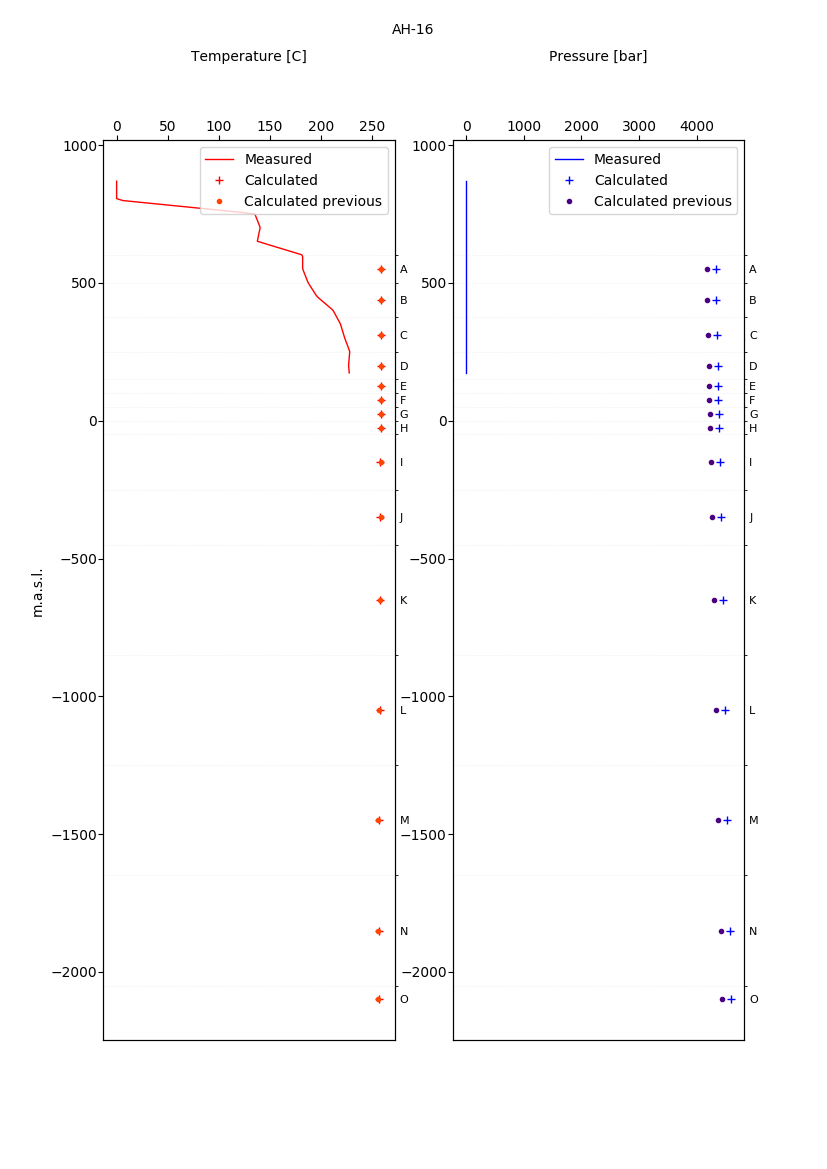 AH-16
Temperature [C]
Pressure [bar]
0 50 100 150 200 250
0 1000 2000 3000 4000
1000
500
0
−500
−1000
−1500
−2000
m.a.s.l.
Measured
Calculated
Calculated previous
A
B
C
D
E
F
G
H
I
J
K
L
M
N
O
1000
500
0
−500
−1000
−1500
−2000
Measured
Calculated
Calculated previous
A
B
C
D
E
F
G
H
I
J
K
L
M
N
O